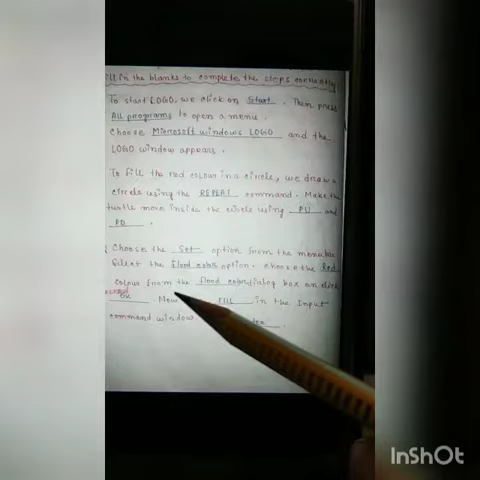 Fill in the blanks to complete the steps correctly
To start LOGO, we click on Start . Then press
All programs to open a menu.
Choose Microsoft windows LOGO and the
LOGO window appears.
To fill the red colour in a circle, we draw a
circle using the REPEAT command. Make the
turtle move inside the circle using PU and
PD .
Choose the Set option from the menu bar
Select the flood color option. choose the Red
colour from the flood color dialog box an click
OK . Now FILL in the Input
command window
InShOt